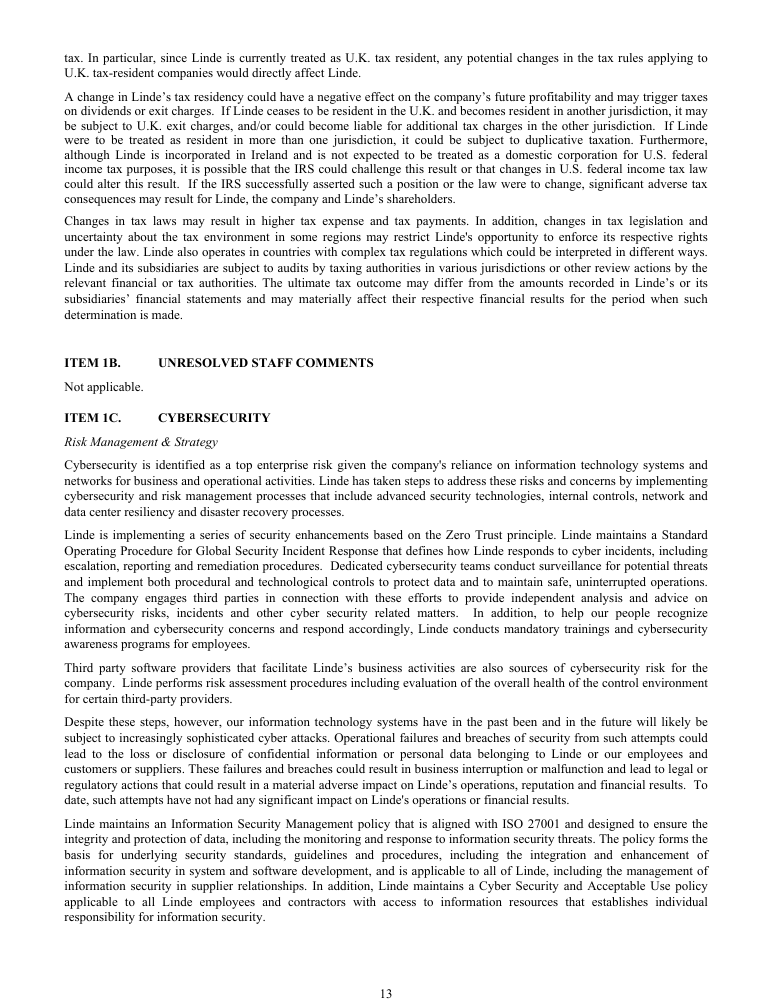 tax. In particular, since Linde is currently treated as U.K. tax resident, any potential changes in the tax rules applying to
U.K. tax-resident companies would directly affect Linde.
A change in Linde’s tax residency could have a negative effect on the company’s future profitability and may trigger taxes
on dividends or exit charges. If Linde ceases to be resident in the U.K. and becomes resident in another jurisdiction, it may
be subject to U.K. exit charges, and/or could become liable for additional tax charges in the other jurisdiction. If Linde
were to be treated as resident in more than one jurisdiction, it could be subject to duplicative taxation. Furthermore,
although Linde is incorporated in Ireland and is not expected to be treated as a domestic corporation for U.S. federal
income tax purposes, it is possible that the IRS could challenge this result or that changes in U.S. federal income tax law
could alter this result. If the IRS successfully asserted such a position or the law were to change, significant adverse tax
consequences may result for Linde, the company and Linde’s shareholders.
Changes in tax laws may result in higher tax expense and tax payments. In addition, changes in tax legislation and
uncertainty about the tax environment in some regions may restrict Linde's opportunity to enforce its respective rights
under the law. Linde also operates in countries with complex tax regulations which could be interpreted in different ways.
Linde and its subsidiaries are subject to audits by taxing authorities in various jurisdictions or other review actions by the
relevant financial or tax authorities. The ultimate tax outcome may differ from the amounts recorded in Linde’s or its
subsidiaries’ financial statements and may materially affect their respective financial results for the period when such
determination is made.
ITEM 1B. UNRESOLVED STAFF COMMENTS
Not applicable.
ITEM 1C. CYBERSECURITY
Risk Management & Strategy
Cybersecurity is identified as a top enterprise risk given the company's reliance on information technology systems and
networks for business and operational activities. Linde has taken steps to address these risks and concerns by implementing
cybersecurity and risk management processes that include advanced security technologies, internal controls, network and
data center resiliency and disaster recovery processes.
Linde is implementing a series of security enhancements based on the Zero Trust principle. Linde maintains a Standard
Operating Procedure for Global Security Incident Response that defines how Linde responds to cyber incidents, including
escalation, reporting and remediation procedures. Dedicated cybersecurity teams conduct surveillance for potential threats
and implement both procedural and technological controls to protect data and to maintain safe, uninterrupted operations.
The company engages third parties in connection with these efforts to provide independent analysis and advice on
cybersecurity risks, incidents and other cyber security related matters. In addition, to help our people recognize
information and cybersecurity concerns and respond accordingly, Linde conducts mandatory trainings and cybersecurity
awareness programs for employees.
Third party software providers that facilitate Linde’s business activities are also sources of cybersecurity risk for the
company. Linde performs risk assessment procedures including evaluation of the overall health of the control environment
for certain third-party providers.
Despite these steps, however, our information technology systems have in the past been and in the future will likely be
subject to increasingly sophisticated cyber attacks. Operational failures and breaches of security from such attempts could
lead to the loss or disclosure of confidential information or personal data belonging to Linde or our employees and
customers or suppliers. These failures and breaches could result in business interruption or malfunction and lead to legal or
regulatory actions that could result in a material adverse impact on Linde’s operations, reputation and financial results. To
date, such attempts have not had any significant impact on Linde's operations or financial results.
Linde maintains an Information Security Management policy that is aligned with ISO 27001 and designed to ensure the
integrity and protection of data, including the monitoring and response to information security threats. The policy forms the
basis for underlying security standards, guidelines and procedures, including the integration and enhancement of
information security in system and software development, and is applicable to all of Linde, including the management of
information security in supplier relationships. In addition, Linde maintains a Cyber Security and Acceptable Use policy
applicable to all Linde employees and contractors with access to information resources that establishes individual
responsibility for information security.
13